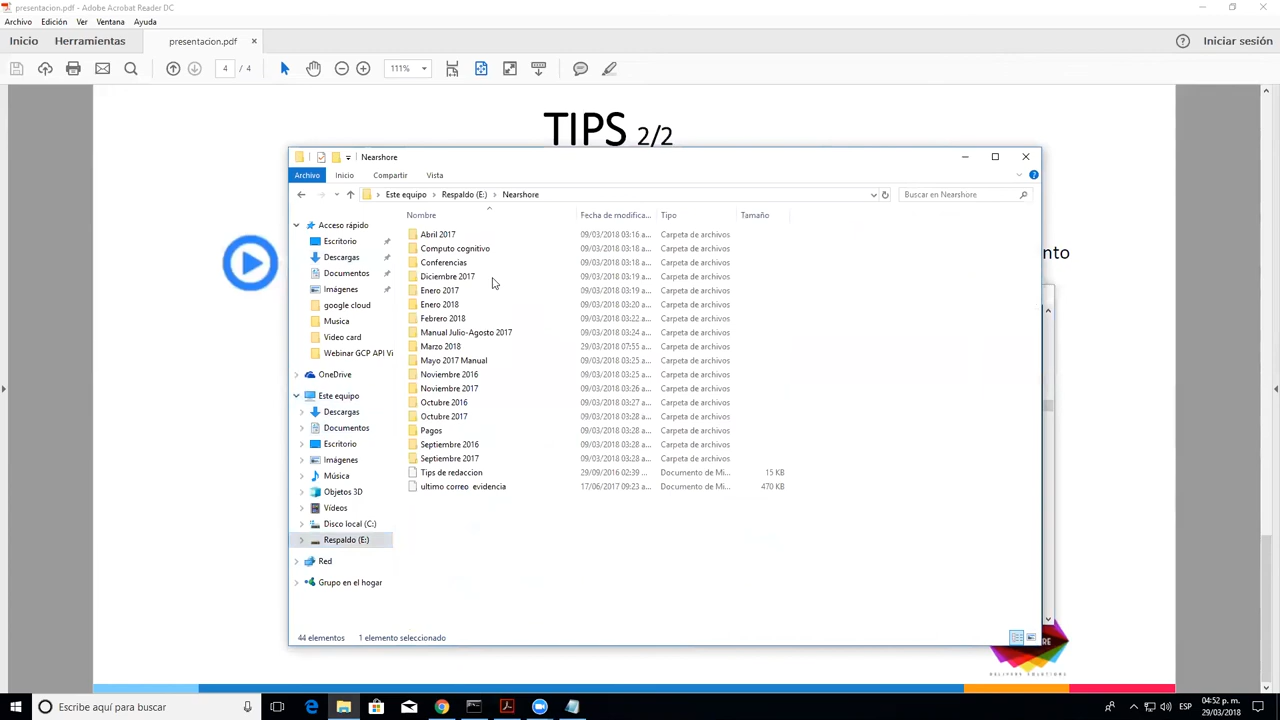 presentacion.pdf - Adobe Acrobat Reader DC
Archivo Edición Ver Ventana Ayuda
Inicio Herramientas presentacion.pdf × Iniciar sesión
4 / 4 111%
TIPS 2/2
nto
Nearshore
Archivo Inicio Compartir Vista
Este equipo > Respaldo (E:) > Nearshore Buscar en Nearshore
Nombre Fecha de modifica... Tipo Tamaño
Acceso rápido
Escritorio
Descargas
Documentos
Imágenes
google cloud
Musica
Video card
Webinar GCP API Vi
OneDrive
Este equipo
Descargas
Documentos
Escritorio
Imágenes
Música
Objetos 3D
Vídeos
Disco local (C:)
Respaldo (E:)
Red
Grupo en el hogar
Abril 2017 09/03/2018 03:16 a... Carpeta de archivos
Computo cognitivo 09/03/2018 03:18 a... Carpeta de archivos
Conferencias 09/03/2018 03:18 a... Carpeta de archivos
Diciembre 2017 09/03/2018 03:19 a... Carpeta de archivos
Enero 2017 09/03/2018 03:19 a... Carpeta de archivos
Enero 2018 09/03/2018 03:20 a... Carpeta de archivos
Febrero 2018 09/03/2018 03:22 a... Carpeta de archivos
Manual Julio-Agosto 2017 09/03/2018 03:24 a... Carpeta de archivos
Marzo 2018 29/03/2018 07:55 a... Carpeta de archivos
Mayo 2017 Manual 09/03/2018 03:25 a... Carpeta de archivos
Noviembre 2016 09/03/2018 03:25 a... Carpeta de archivos
Noviembre 2017 09/03/2018 03:26 a... Carpeta de archivos
Octubre 2016 09/03/2018 03:27 a... Carpeta de archivos
Octubre 2017 09/03/2018 03:28 a... Carpeta de archivos
Pagos 09/03/2018 03:28 a... Carpeta de archivos
Septiembre 2016 09/03/2018 03:28 a... Carpeta de archivos
Septiembre 2017 09/03/2018 03:28 a... Carpeta de archivos
Tips de redaccion 29/09/2016 02:39 ... Documento de Mi... 15 KB
ultimo correo evidencia 17/06/2017 09:23 a... Documento de Mi... 470 KB
44 elementos 1 elemento seleccionado
RE
DELIVERS SOLUTIONS
Escribe aquí para buscar ESP 04:52 p. m.
29/03/2018